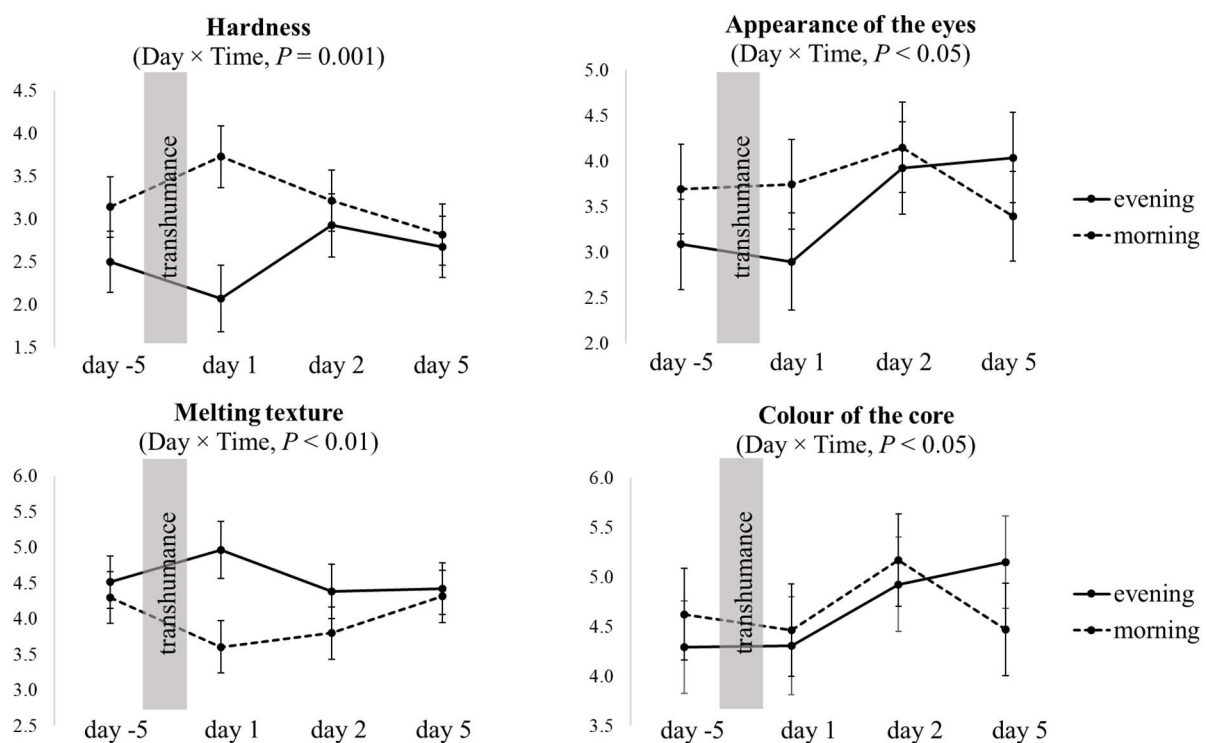 Hardness
(Day × Time, P = 0.001)
4.5
4.0
3.5
3.0
2.5
2.0
1.5
transhumance
day -5 day 1 day 2 day 5
Appearance of the eyes
(Day × Time, P < 0.05)
5.0
4.5
4.0
3.5
3.0
2.5
2.0
transhumance
day -5 day 1 day 2 day 5
evening
morning
Melting texture
(Day × Time, P < 0.01)
6.0
5.5
5.0
4.5
4.0
3.5
3.0
2.5
transhumance
day -5 day 1 day 2 day 5
Colour of the core
(Day × Time, P < 0.05)
6.0
5.5
5.0
4.5
4.0
3.5
transhumance
day -5 day 1 day 2 day 5
evening
morning